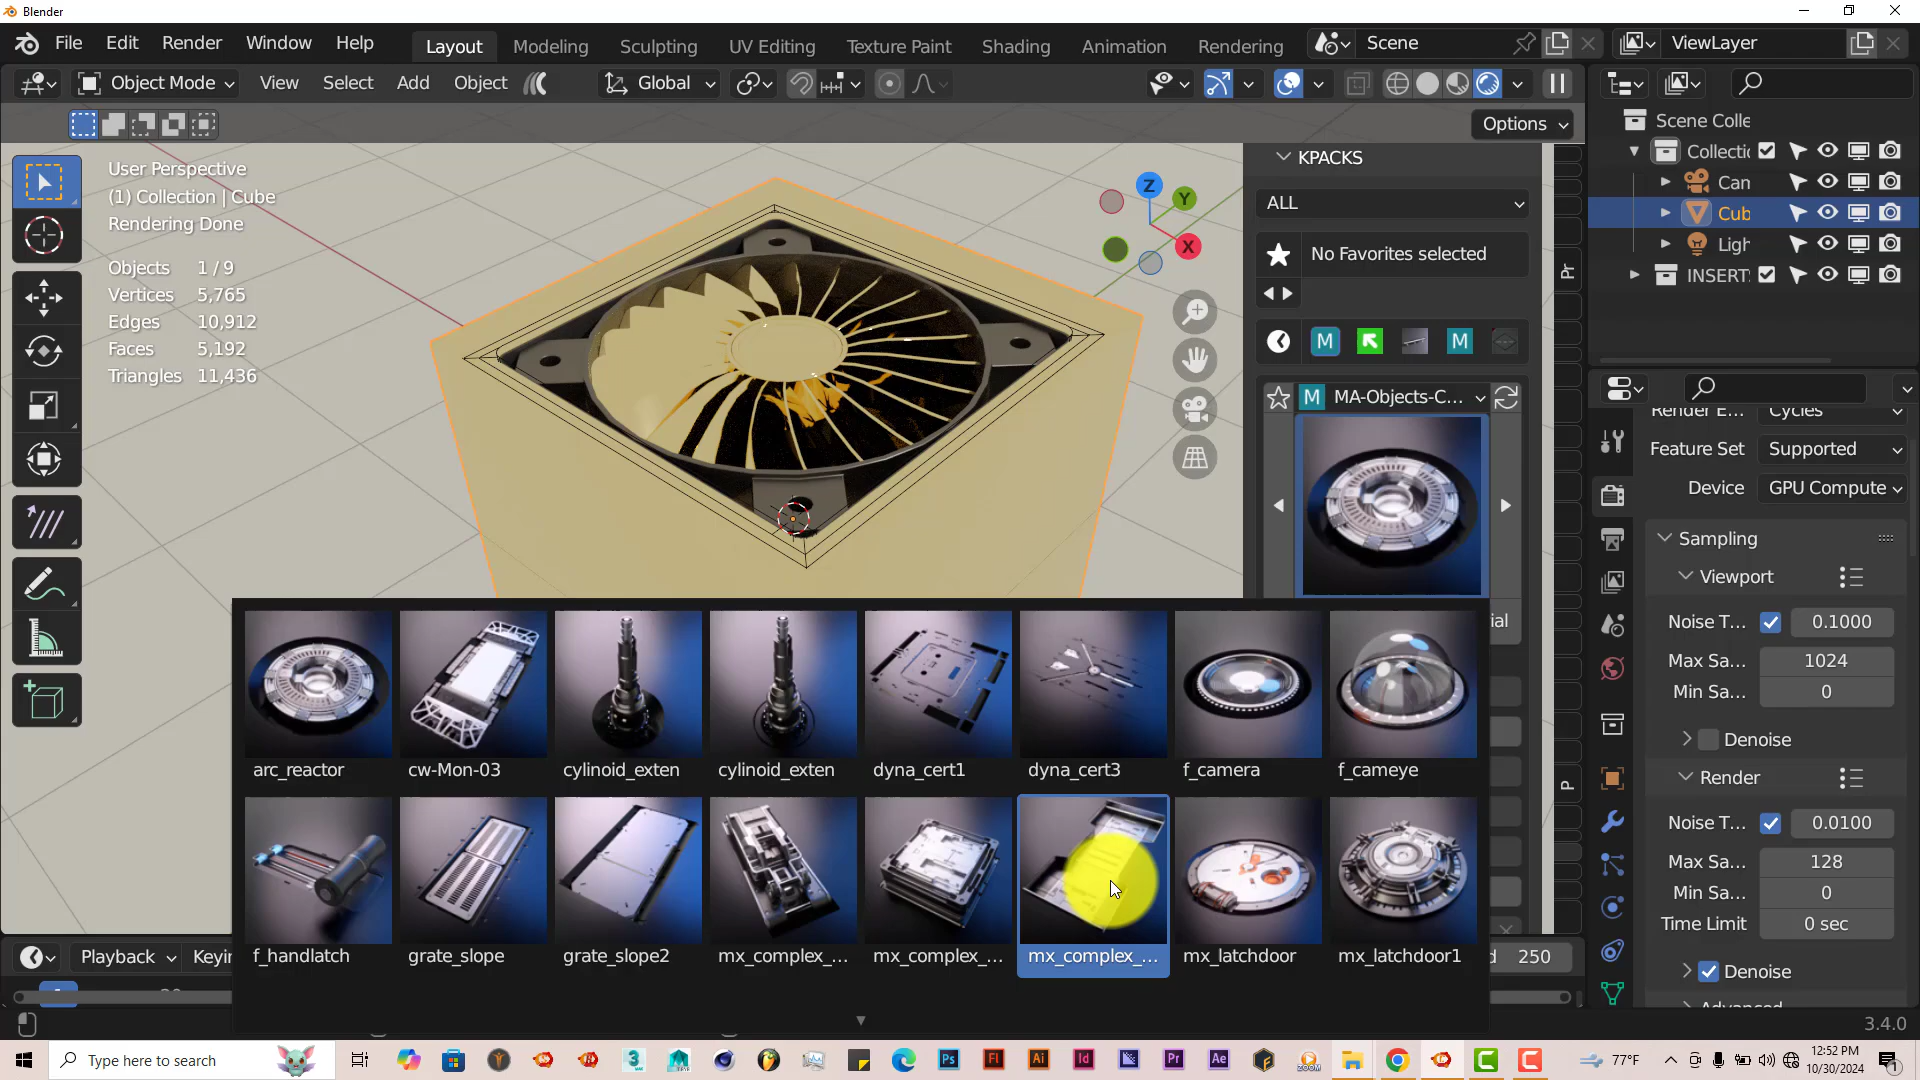 Blender
File Edit Render Window Help
Layout Modeling Sculpting UV Editing Texture Paint Shading Animation Rendering
Scene
ViewLayer
Object Mode View Select Add Object
Global
Options
User Perspective
(1) Collection | Cube
Rendering Done
Objects 1 / 9
Vertices 5,765
Edges 10,912
Faces 5,192
Triangles 11,436
Z
Y
X
KPACKS
ALL
No Favorites selected
M
M
M MA-Objects-C...
ial
Pr
P
Scene Colle
Collectic
Can
Cub
Ligh
INSERT
Render E... Cycles
Feature Set Supported
Device GPU Compute
Sampling
Viewport
Noise T... 0.1000
Max Sa... 1024
Min Sa... 0
Denoise
Render
Noise T... 0.0100
Max Sa... 128
Min Sa... 0
Time Limit 0 sec
Denoise
Advanced
arc_reactor cw-Mon-03 cylinoid_exten cylinoid_exten dyna_cert1 dyna_cert3 f_camera f_cameye
f_handlatch grate_slope grate_slope2 mx_complex_... mx_complex_... mx_complex_... mx_latchdoor mx_latchdoor1
Playback Keyin
d 250
3.4.0
Type here to search
77°F
12:52 PM
10/30/2024